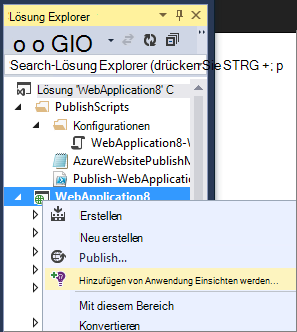 Lösung Explorer
o o GIO
Search-Lösung Explorer (drücken Sie STRG +; p
Lösung 'WebApplication8' C
PublishScripts
Konfigurationen
WebApplication8-W
AzureWebsitePublishM
Publish-WebApplication
WebApplication8
Erstellen
Neu erstellen
Publish...
Hinzufügen von Anwendung Einsichten werden...
Mit diesem Bereich
Konvertieren